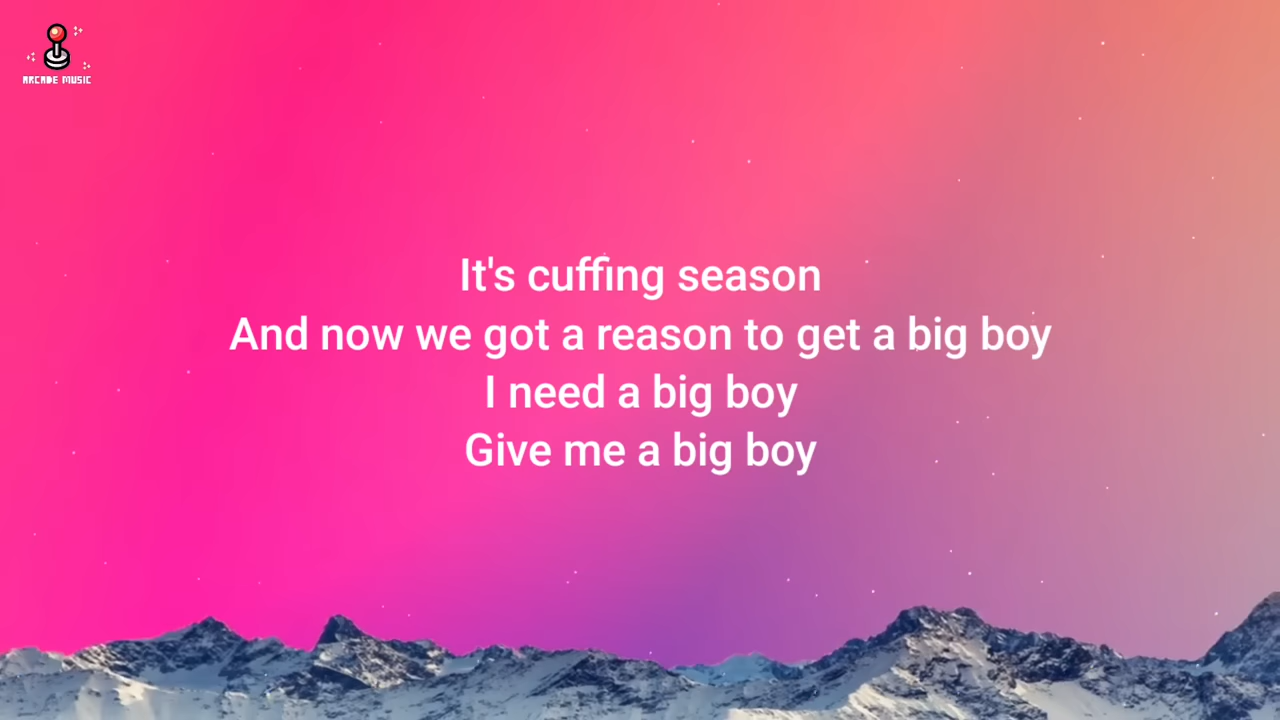 ARCADE MUSIC
It's cuffing season
And now we got a reason to get a big boy
I need a big boy
Give me a big boy